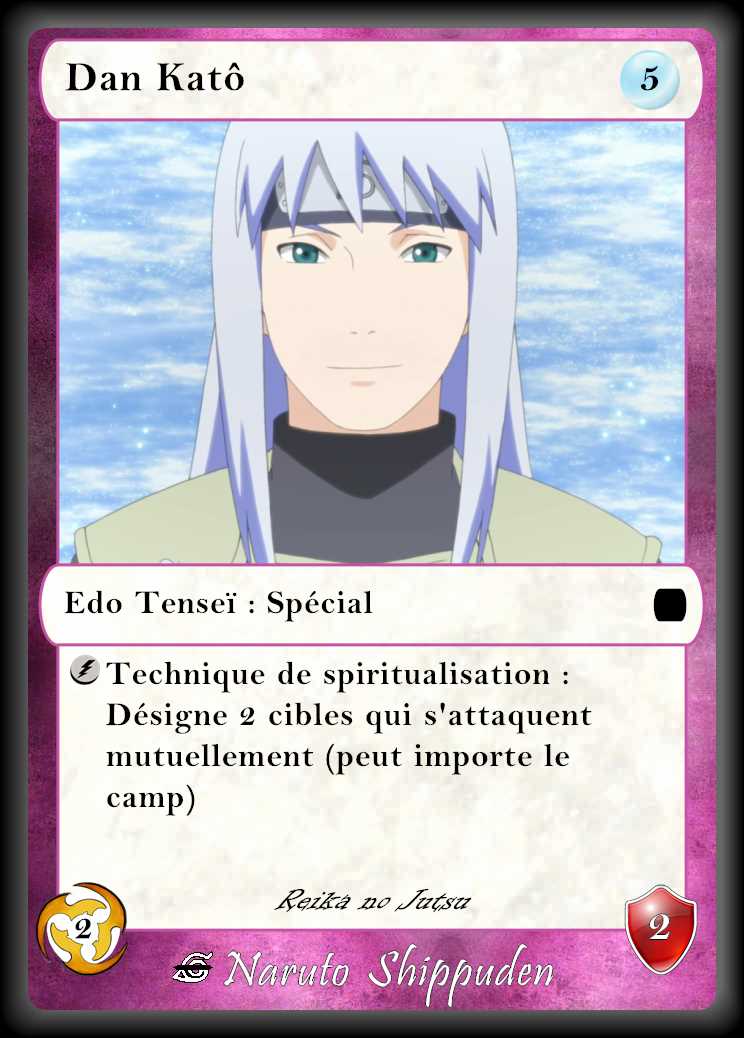 Dan Katô
5
Edo Tenseï : Spécial
Technique de spiritualisation :
Désigne 2 cibles qui s'attaquent
mutuellement (peut importe le
camp)
Reika no Jutsu
2
2
Naruto Shippuden